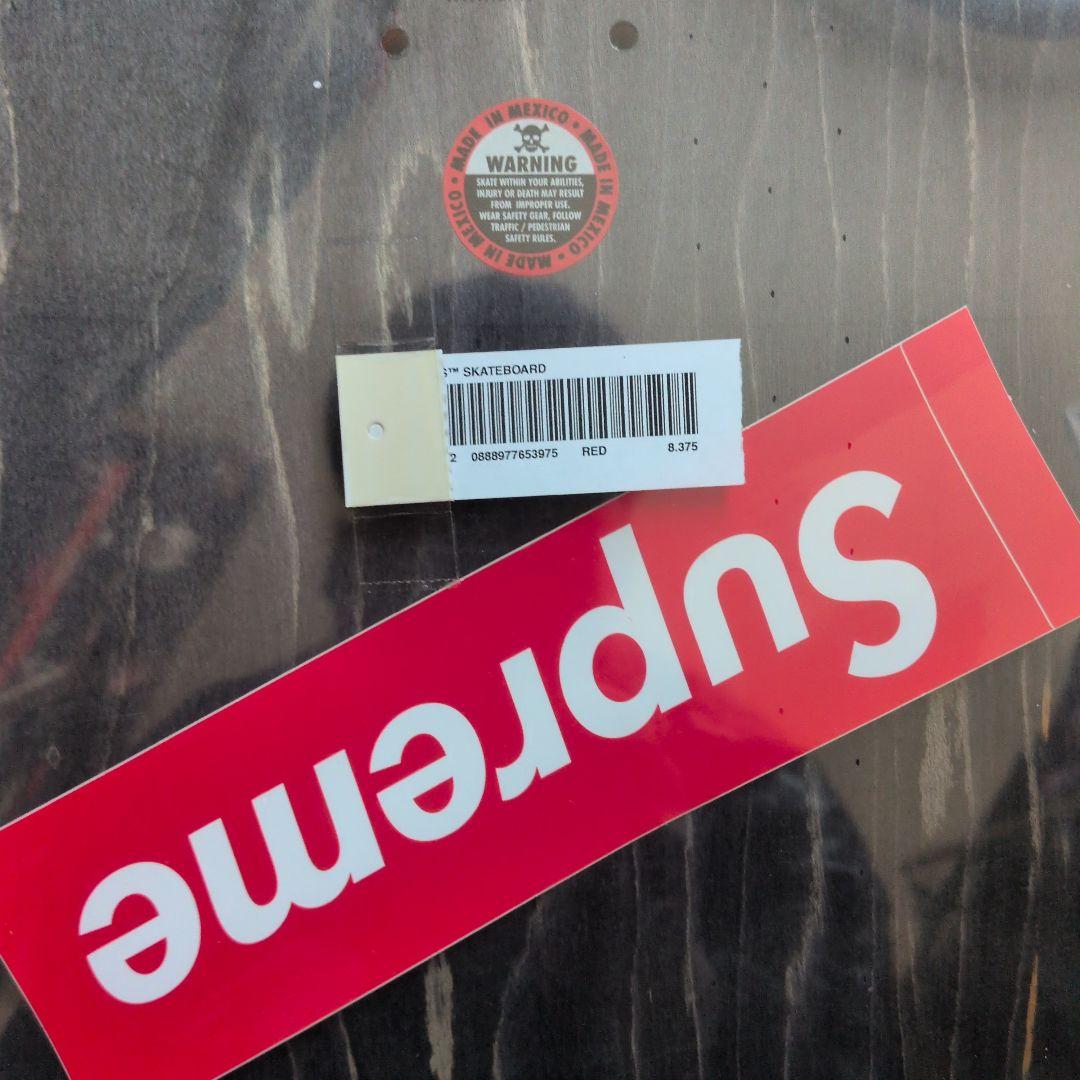 MADE IN MEXICO • MADE IN MEXICO • MADE IN MEXICO •
WARNING
SKATE WITHIN YOUR ABILITIES,
INJURY OR DEATH MAY RESULT
FROM IMPROPER USE.
WEAR SAFETY GEAR, FOLLOW
TRAFFIC / PEDESTRIAN
SAFETY RULES.
S™ SKATEBOARD
2 0888977653975 RED 8.375
Supreme